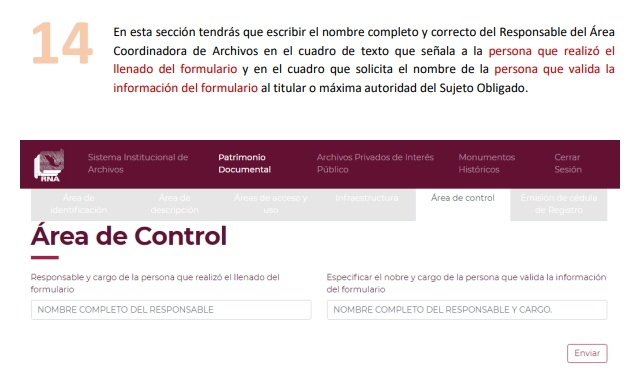 14
En esta sección tendrás que escribir el nombre completo y correcto del Responsable del Área
Coordinadora de Archivos en el cuadro de texto que señala a la persona que realizó el
llenado del formulario y en el cuadro que solicita el nombre de la persona que valida la
información del formulario al titular o máxima autoridad del Sujeto Obligado.
RNA
Sistema Institucional de
Archivos
Patrimonio
Documental
Archivos Privados de Interés
Público
Monumentos
Históricos
Cerrar
Sesión
Área de
identificación
Área de
descripción
Áreas de acceso y
uso
Infraestructura
Área de control
Emisión de cédula
de Registro
Área de Control
Responsable y cargo de la persona que realizó el llenado del
formulario
NOMBRE COMPLETO DEL RESPONSABLE
Especificar el nobre y cargo de la persona que valida la información
del formulario
NOMBRE COMPLETO DEL RESPONSABLE Y CARGO.
Enviar